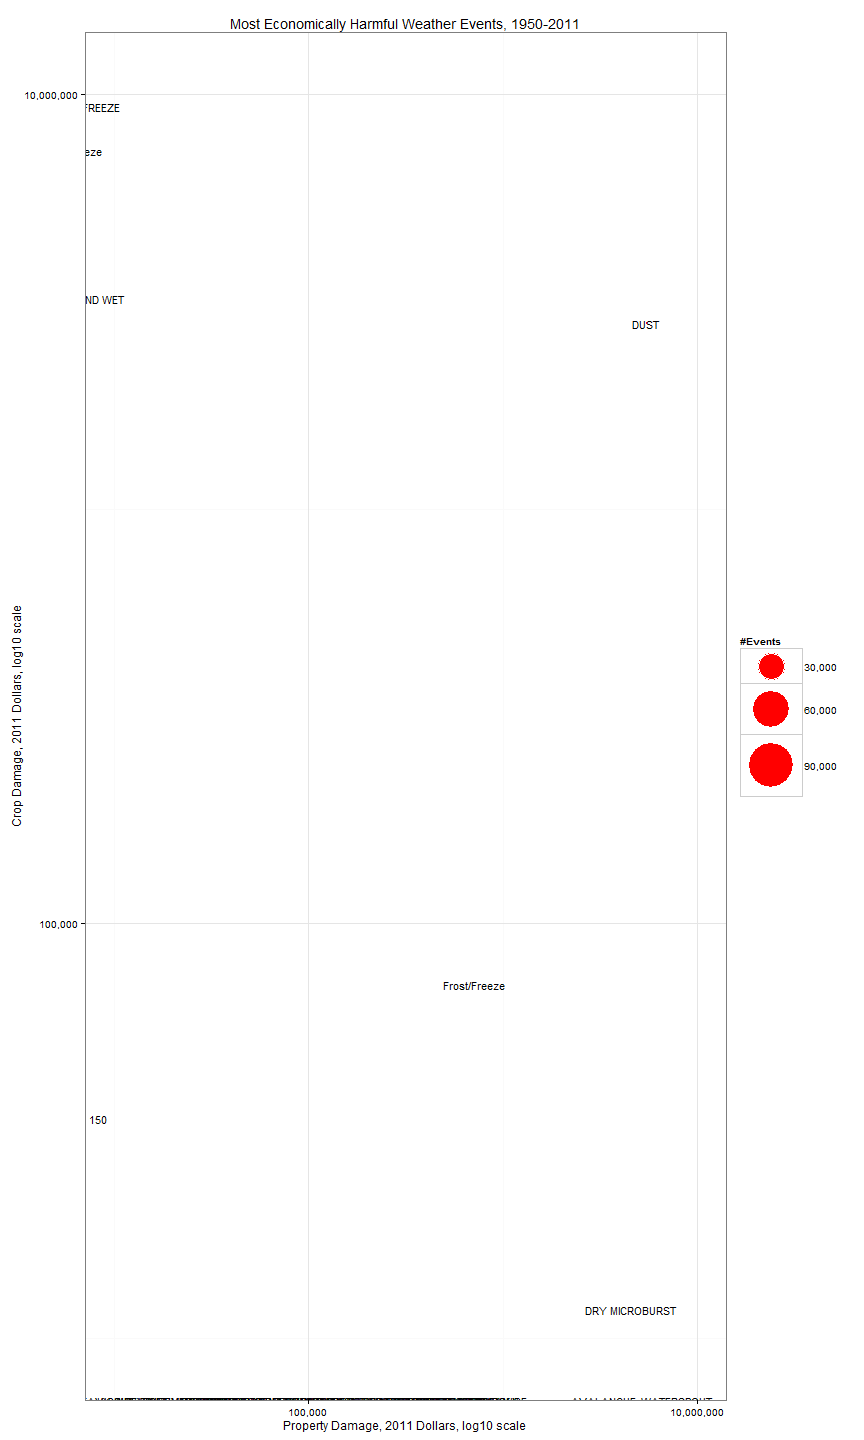 Most Economically Harmful Weather Events, 1950-2011
10,000,000
FREEZE
eze
ND WET
DUST
Crop Damage, 2011 Dollars, log10 scale
#Events
30,000
60,000
90,000
100,000
Frost/Freeze
150
DRY MICROBURST
100,000
10,000,000
Property Damage, 2011 Dollars, log10 scale